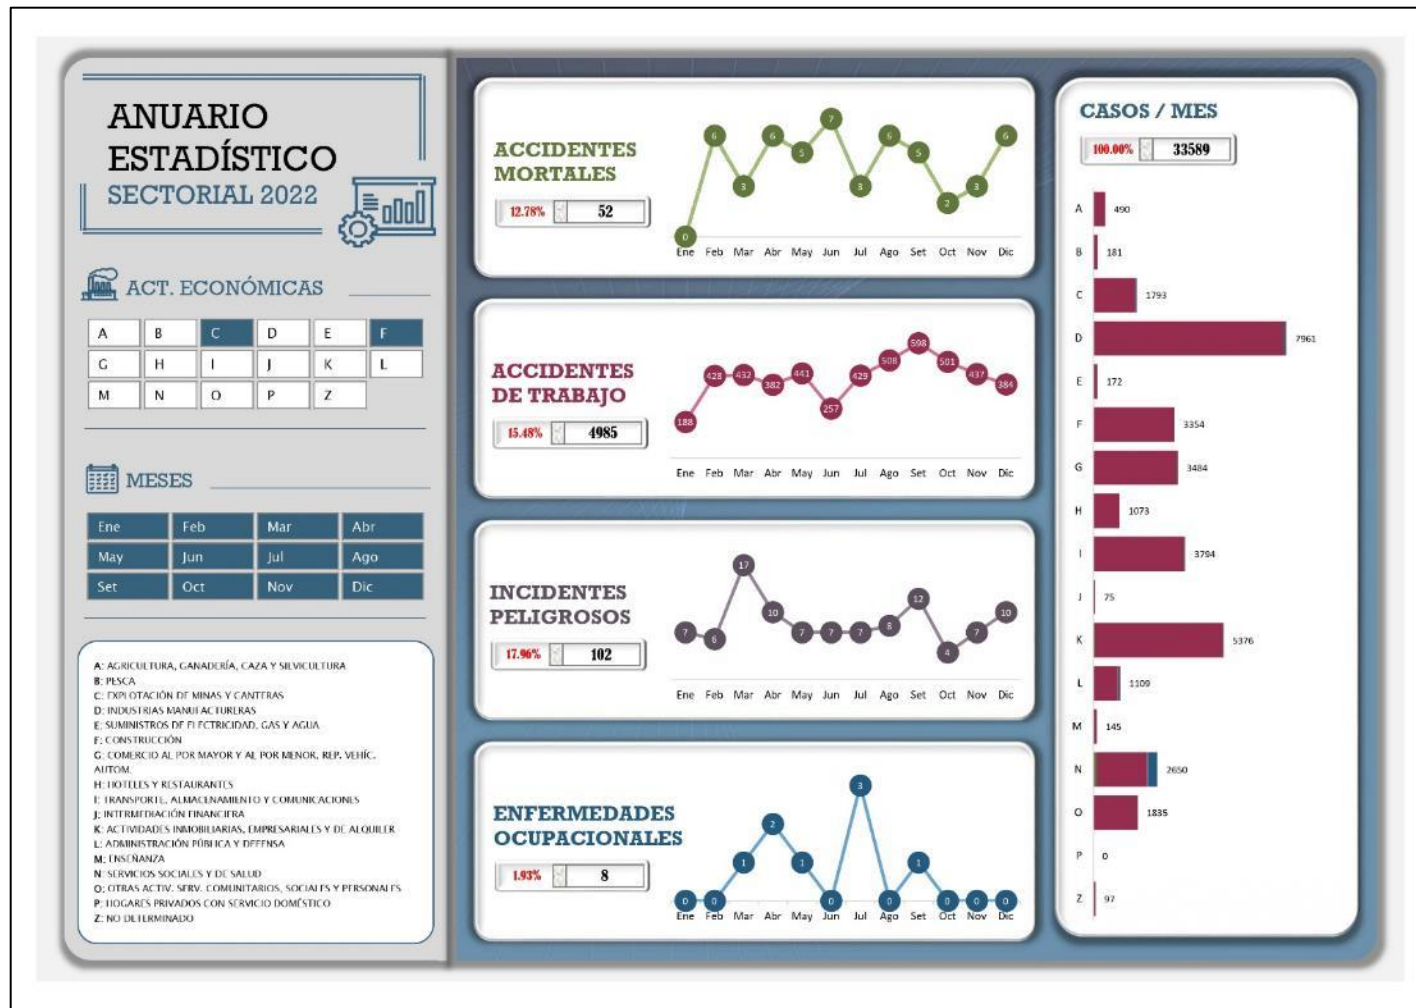 ANUARIO
ESTADÍSTICO
SECTORIAL 2022
ACT. ECONÓMICAS
A B C D E F
G H I J K L
M N O P Z
MESES
Ene Feb Mar Abr
May Jun Jul Ago
Set Oct Nov Dic
A: AGRICULTURA, GANADERÍA, CAZA Y SILVICULTURA
B: PESCA
C: EXPLOTACIÓN DE MINAS Y CANTERAS
D: INDUSTRIAS MANUFACTURERAS
E: SUMINISTROS DE ELECTRICIDAD, GAS Y AGUA
F: CONSTRUCCIÓN
G: COMERCIO AL POR MAYOR Y AL POR MENOR, REP. VEHÍC.
AUTOM.
H: HOTELES Y RESTAURANTES
I: TRANSPORTE, ALMACENAMIENTO Y COMUNICACIONES
J: INTERMEDIACIÓN FINANCIERA
K: ACTIVIDADES INMOBILIARIAS, EMPRESARIALES Y DE ALQUILER
L: ADMINISTRACIÓN PÚBLICA Y DEFENSA
M: ENSEÑANZA
N: SERVICIOS SOCIALES Y DE SALUD
O: OTRAS ACTIV. SERV. COMUNITARIOS, SOCIALES Y PERSONALES
P: HOGARES PRIVADOS CON SERVICIO DOMÉSTICO
Z: NO DETERMINADO
ACCIDENTES
MORTALES
12.78% 52
0 6 3 6 5 7 3 6 5 2 3 6
Ene Feb Mar Abr May Jun Jul Ago Set Oct Nov Dic
ACCIDENTES
DE TRABAJO
15.48% 4985
188 428 432 382 441 257 429 508 598 501 437 384
Ene Feb Mar Abr May Jun Jul Ago Set Oct Nov Dic
INCIDENTES
PELIGROSOS
17.96% 102
7 6 17 10 7 7 7 8 12 4 7 10
Ene Feb Mar Abr May Jun Jul Ago Set Oct Nov Dic
ENFERMEDADES
OCUPACIONALES
1.93% 8
0 0 1 2 1 0 3 0 1 0 0 0
Ene Feb Mar Abr May Jun Jul Ago Set Oct Nov Dic
CASOS / MES
100.00% 33589
A 490
B 181
C 1793
D 7961
E 172
F 3354
G 3484
H 1073
I 3794
J 75
K 5376
L 1109
M 145
N 2650
O 1835
P 0
Z 97